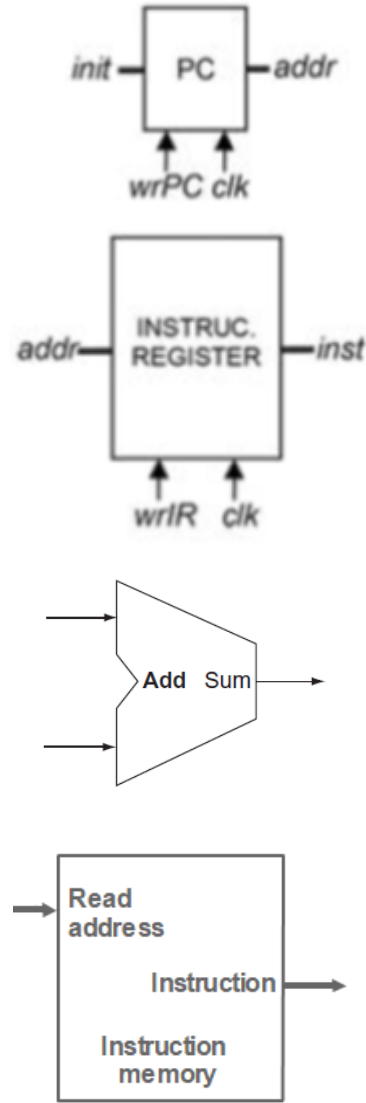 init PC addr
wrPC clk
INSTRUC.
addr REGISTER inst
wrIR clk
Add Sum
Read
address
Instruction
Instruction
memory